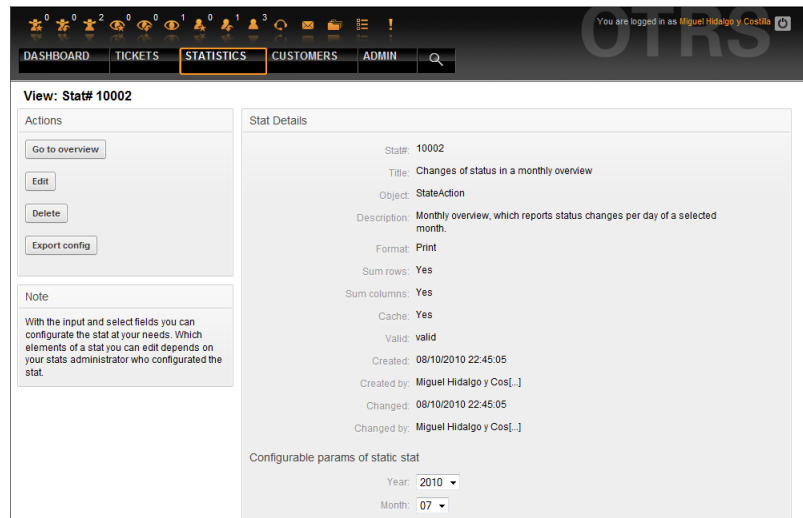 0 0 2 0 0 1 0 1 3
You are logged in as Miguel Hidalgo y Costilla
OTRS
DASHBOARD TICKETS STATISTICS CUSTOMERS ADMIN
View: Stat# 10002
Actions
Go to overview
Edit
Delete
Export config
Note
With the input and select fields you can
configurate the stat at your needs. Which
elements of a stat you can edit depends on
your stats administrator who configurated the
stat.
Stat Details
Stat#: 10002
Title: Changes of status in a monthly overview
Object: StateAction
Description: Monthly overview, which reports status changes per day of a selected
month.
Format: Print
Sum rows: Yes
Sum columns: Yes
Cache: Yes
Valid: valid
Created: 08/10/2010 22:45:05
Created by: Miguel Hidalgo y Cos[...]
Changed: 08/10/2010 22:45:05
Changed by: Miguel Hidalgo y Cos[...]
Configurable params of static stat
Year: 2010
Month: 07